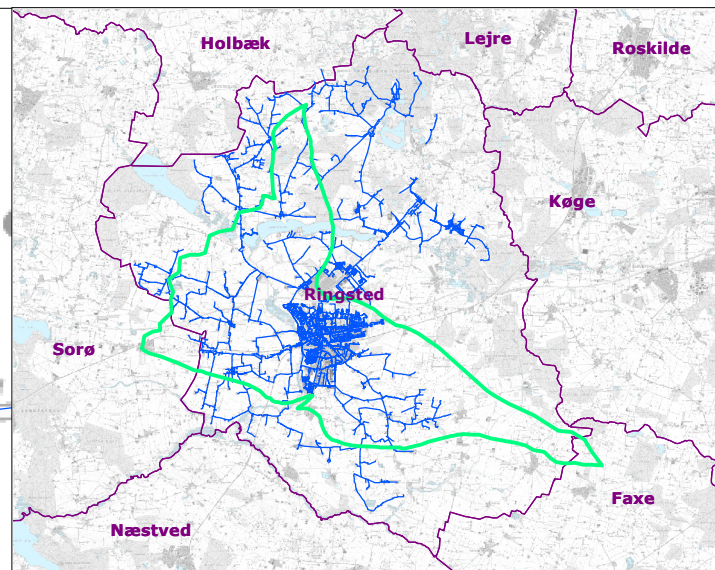 Holbæk
Lejre
Roskilde
Køge
Ringsted
Sorø
Faxe
Næstved